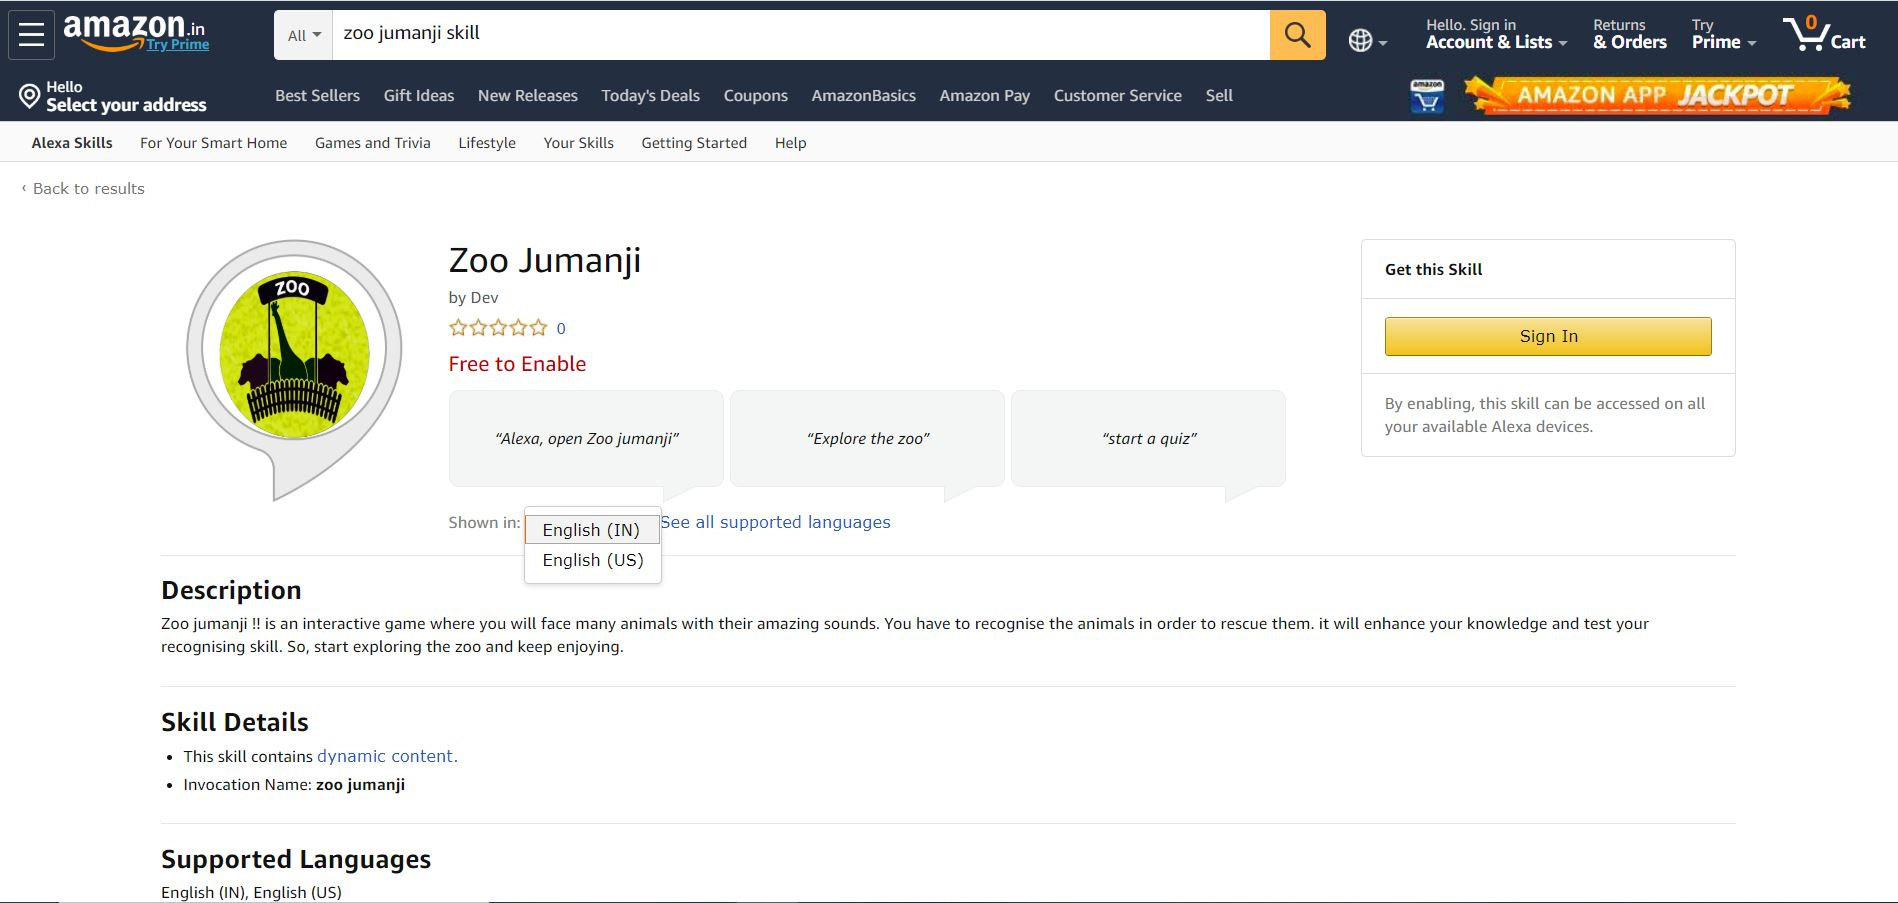 amazon.in
Try Prime
All
zoo jumanji skill
Hello. Sign in
Account & Lists
Returns
& Orders
Try
Prime
0
Cart
Hello
Select your address
Best Sellers
Gift Ideas
New Releases
Today's Deals
Coupons
AmazonBasics
Amazon Pay
Customer Service
Sell
amazon
AMAZON APP JACKPOT
Alexa Skills
For Your Smart Home
Games and Trivia
Lifestyle
Your Skills
Getting Started
Help
‹ Back to results
ZOO
Zoo Jumanji
by Dev
0
Free to Enable
“Alexa, open Zoo jumanji”
“Explore the zoo”
“start a quiz”
Shown in:
English (IN)
English (US)
See all supported languages
Get this Skill
Sign In
By enabling, this skill can be accessed on all
your available Alexa devices.
Description
Zoo jumanji !! is an interactive game where you will face many animals with their amazing sounds. You have to recognise the animals in order to rescue them. it will enhance your knowledge and test your
recognising skill. So, start exploring the zoo and keep enjoying.
Skill Details
• This skill contains dynamic content.
• Invocation Name: zoo jumanji
Supported Languages
English (IN), English (US)